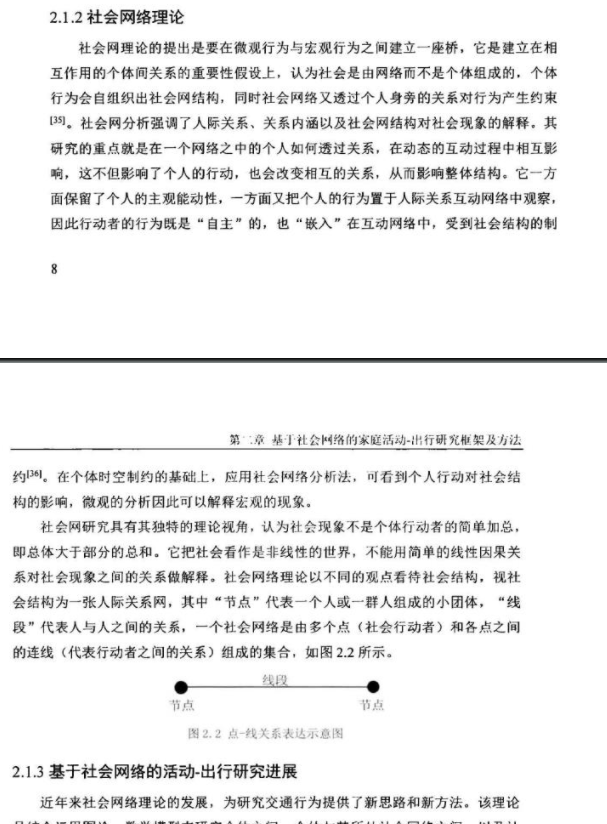 2.1.2 社会网络理论
社会网理论的提出是要在微观行为与宏观行为之间建立一座桥，它是建立在相
互作用的个体间关系的重要性假设上，认为社会是由网络而不是个体组成的，个体
行为会自组织出社会网结构，同时社会网络又透过个人身旁的关系对行为产生约束
[35]。社会网分析强调了人际关系、关系内涵以及社会网结构对社会现象的解释。其
研究的重点就是在一个网络之中的个人如何透过关系，在动态的互动过程中相互影
响，这不但影响了个人的行动，也会改变相互的关系，从而影响整体结构。它一方
面保留了个人的主观能动性，一方面又把个人的行为置于人际关系互动网络中观察，
因此行动者的行为既是“自主”的，也“嵌入”在互动网络中，受到社会结构的制
8
第二章 基于社会网络的家庭活动-出行研究框架及方法
约[36]。在个体时空制约的基础上，应用社会网络分析法，可看到个人行动对社会结
构的影响，微观的分析因此可以解释宏观的现象。
社会网研究具有其独特的理论视角，认为社会现象不是个体行动者的简单加总，
即总体大于部分的总和。它把社会看作是非线性的世界，不能用简单的线性因果关
系对社会现象之间的关系做解释。社会网络理论以不同的观点看待社会结构，视社
会结构为一张人际关系网，其中“节点”代表一个人或一群人组成的小团体，“线
段”代表人与人之间的关系，一个社会网络是由多个点（社会行动者）和各点之间
的连线（代表行动者之间的关系）组成的集合，如图 2.2 所示。
线段
节点 节点
图 2.2 点-线关系表达示意图
2.1.3 基于社会网络的活动-出行研究进展
近年来社会网络理论的发展，为研究交通行为提供了新思路和新方法。该理论